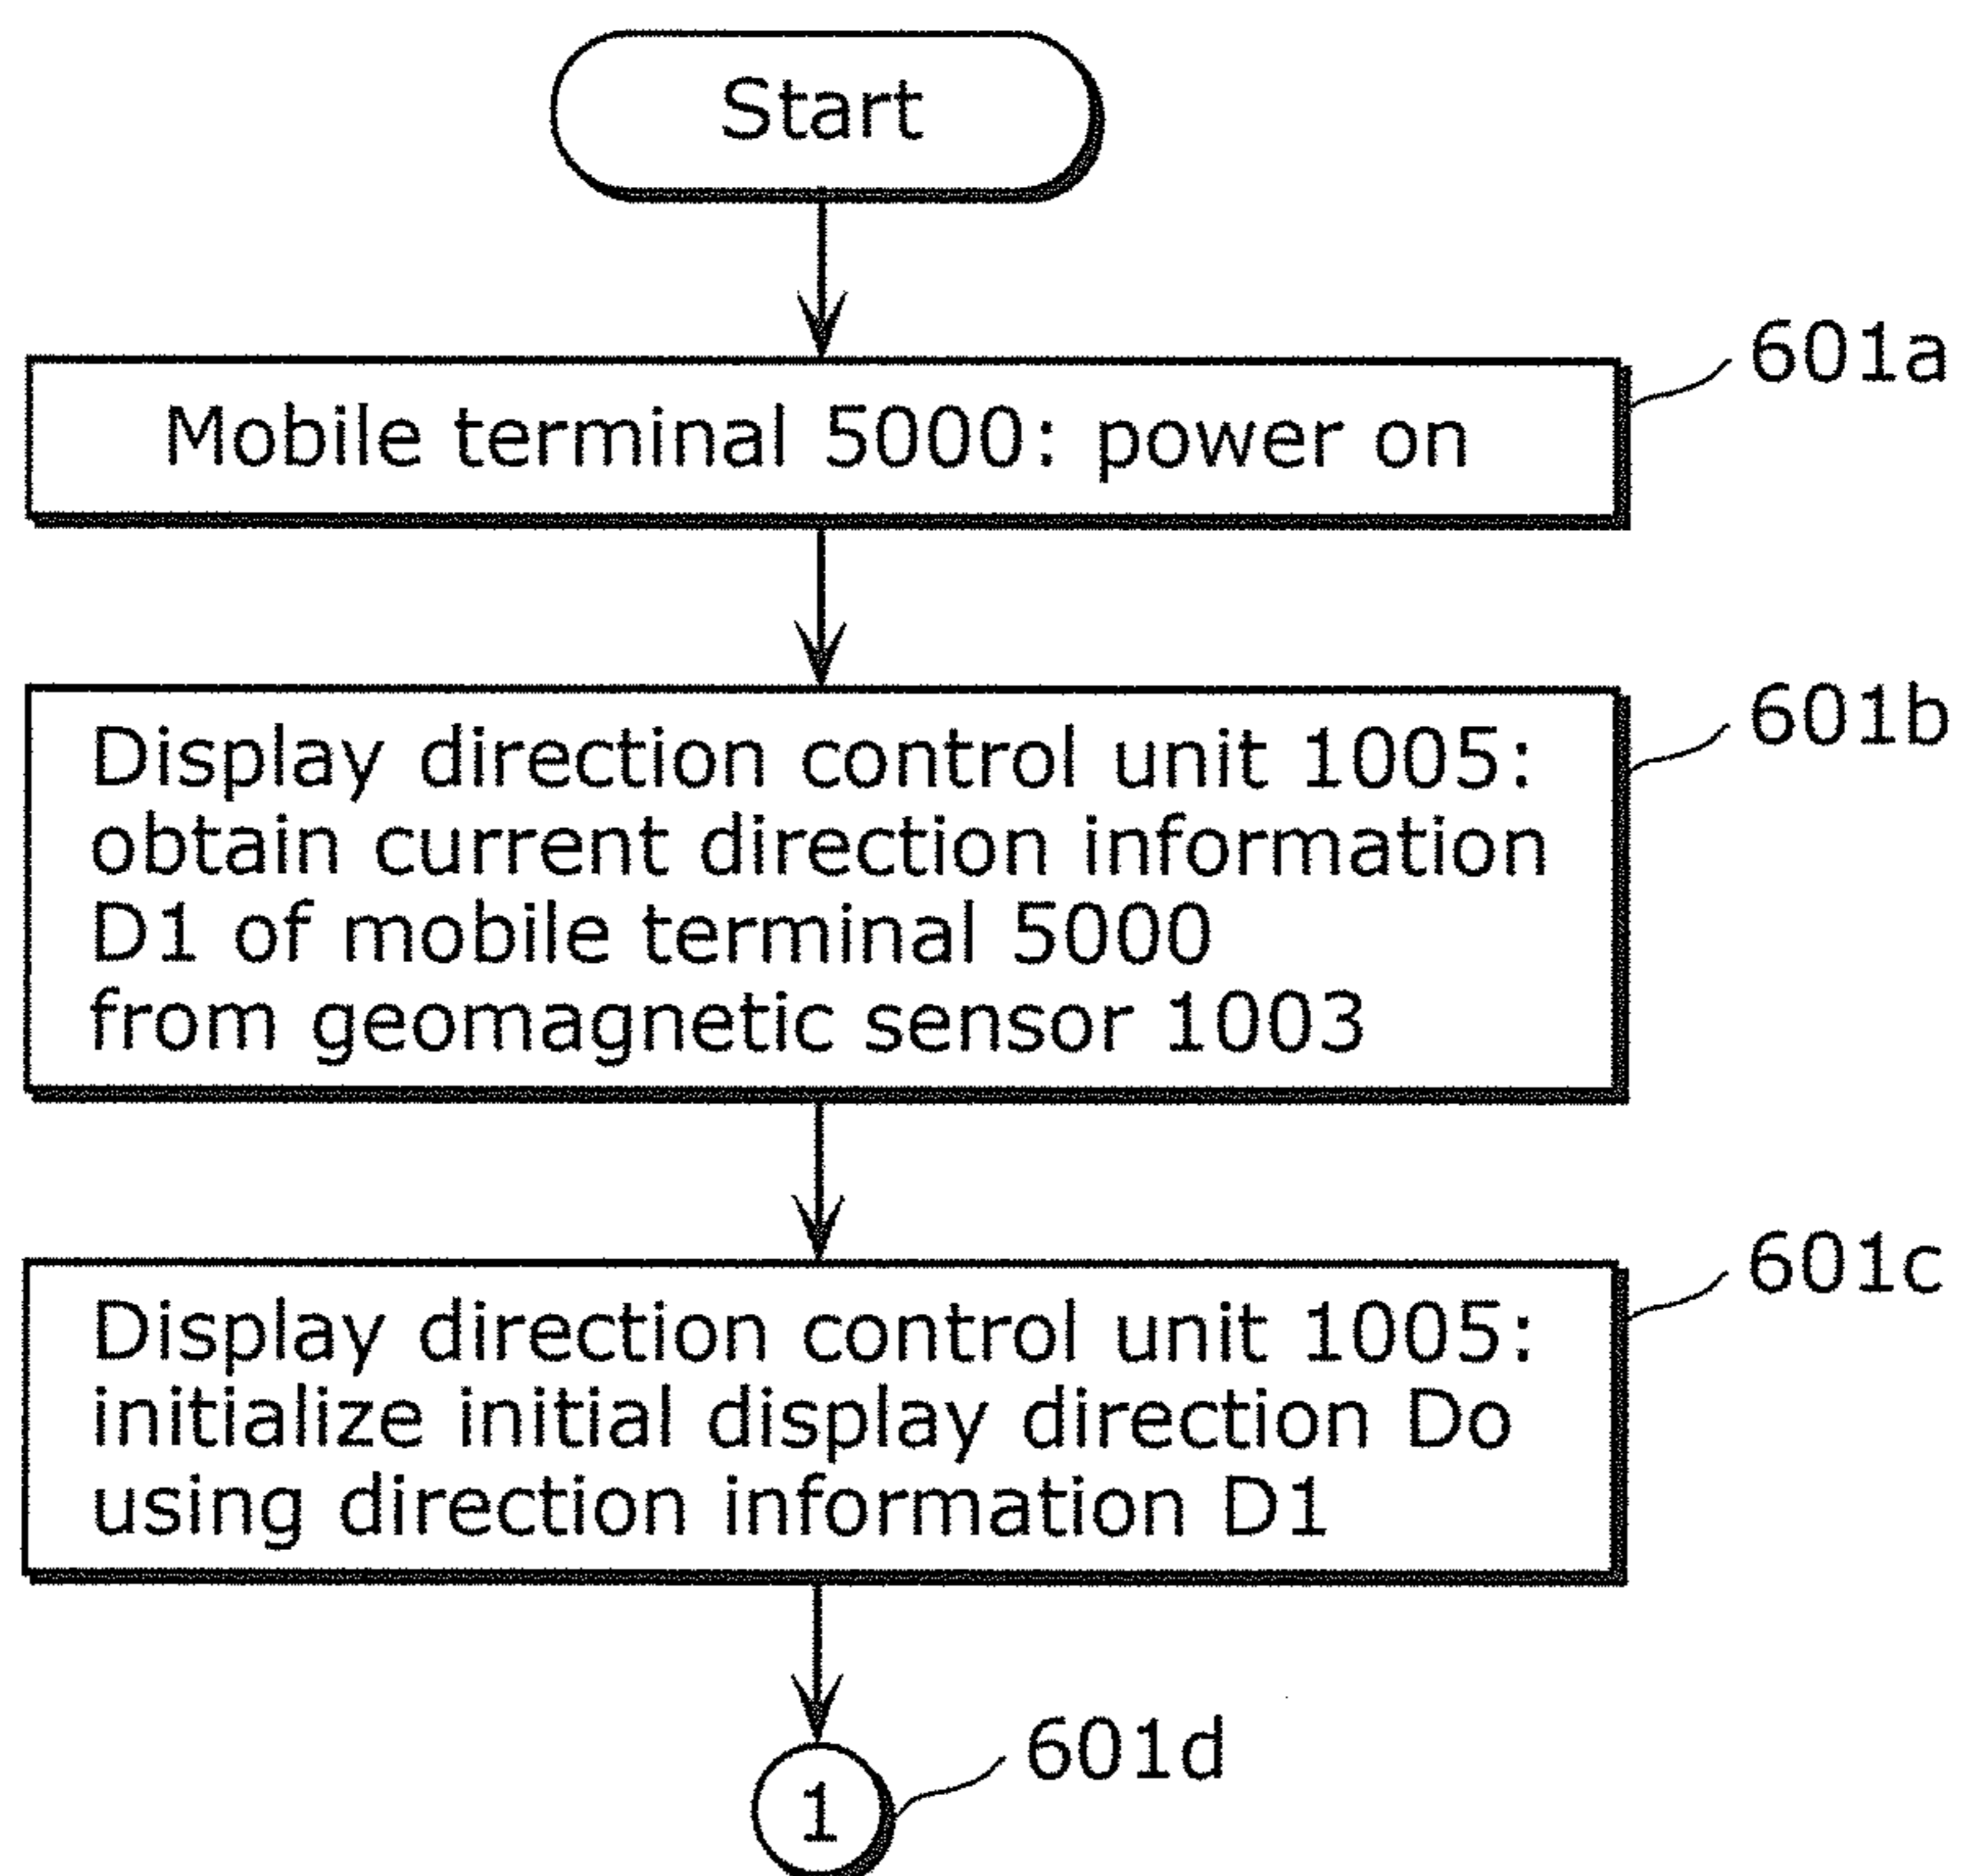 Start
601a
Mobile terminal 5000: power on
601b
Display direction control unit 1005:
obtain current direction information
D1 of mobile terminal 5000
from geomagnetic sensor 1003
601c
Display direction control unit 1005:
initialize initial display direction Do
using direction information D1
601d
1